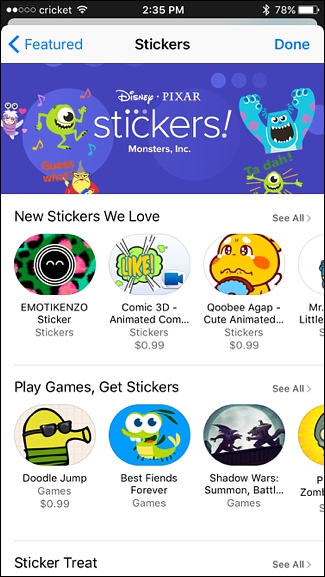 cricket 2:35 PM 78%
Featured Stickers Done
Disney · PIXAR
stickers!
Monsters, Inc.
Guess what?
Ta dah!
New Stickers We Love See All
LIKE!
EMOTIKENZO Sticker
Stickers
Comic 3D - Animated Com...
Stickers
$0.99
Qoobee Agap - Cute Animated...
Stickers
$0.99
Mr.
Little
Play Games, Get Stickers See All
Doodle Jump
Games
$0.99
Best Fiends Forever
Games
Shadow Wars: Summon, Battl...
Games
P
Zomb
Sticker Treat See All